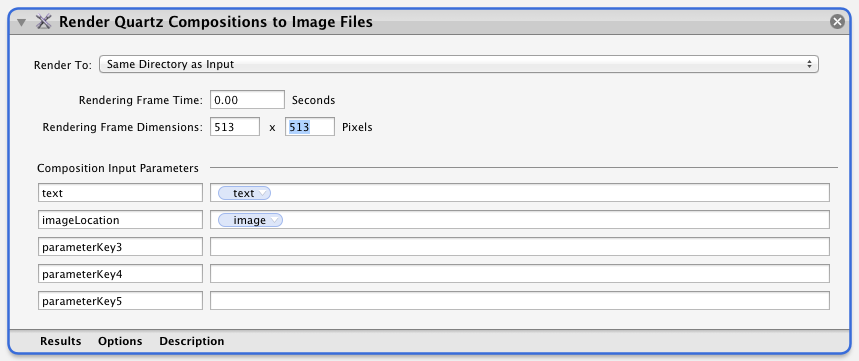 Render Quartz Compositions to Image Files
Render To: Same Directory as Input
Rendering Frame Time: 0.00 Seconds
Rendering Frame Dimensions: 513 x 513 Pixels
Composition Input Parameters
text text
imageLocation image
parameterKey3
parameterKey4
parameterKey5
Results Options Description